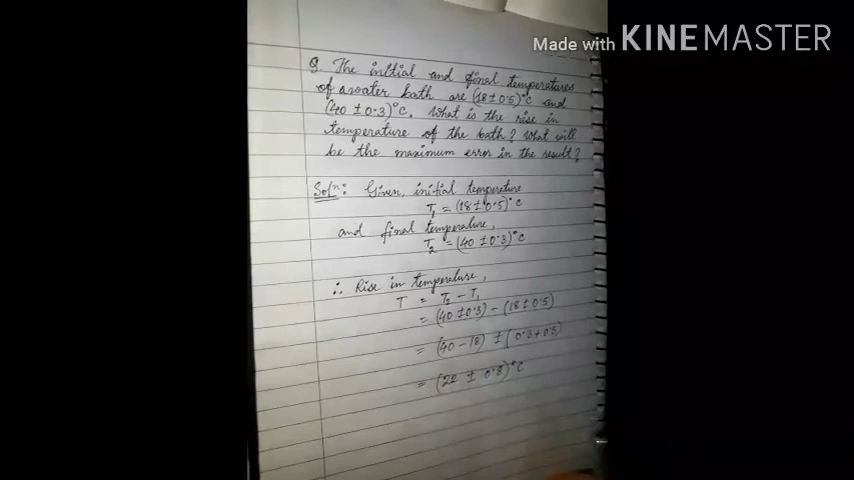 Made with KINEMASTER
Q. The initial and final temperatures
of a water bath are (18 ± 0.5)°C and
(40 ± 0.3)°C. What is the rise in
temperature of the bath? What will
be the maximum error in the result?
Solⁿ: Given, initial temperature
T₁ = (18 ± 0.5)°C
and final temperature,
T₂ = (40 ± 0.3)°C
∴ Rise in temperature,
T = T₂ - T₁
= (40 ± 0.3) - (18 ± 0.5)
= (40 - 18) ± (0.3 + 0.5)
= (22 ± 0.8)°C